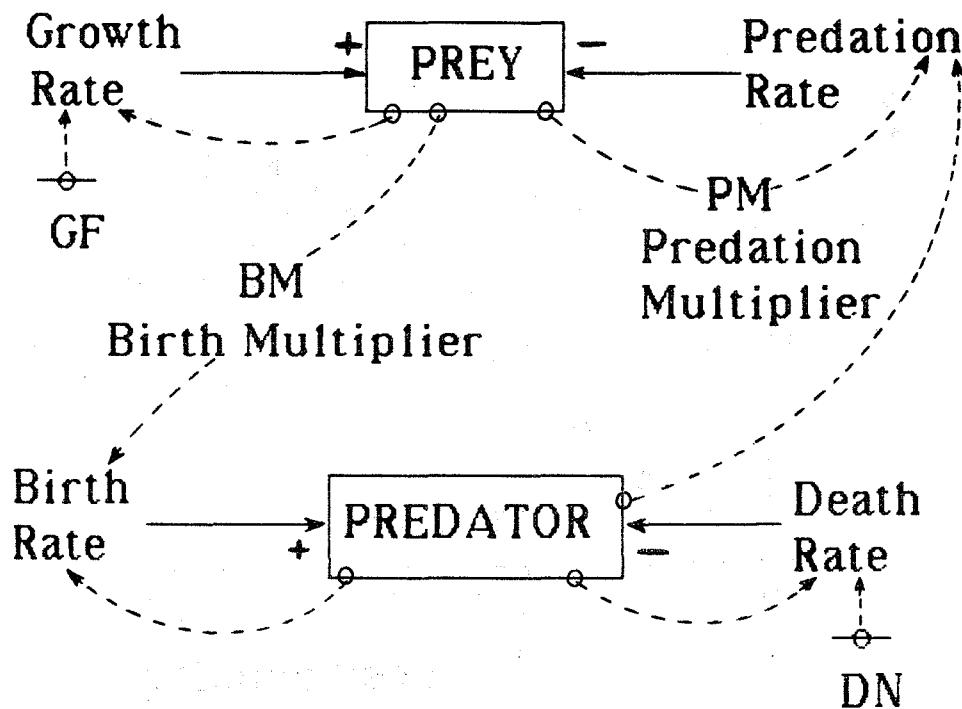 Growth
Rate
+
PREY
−
Predation
Rate
GF
PM
Predation
Multiplier
BM
Birth Multiplier
Birth
Rate
+
PREDATOR
−
Death
Rate
DN